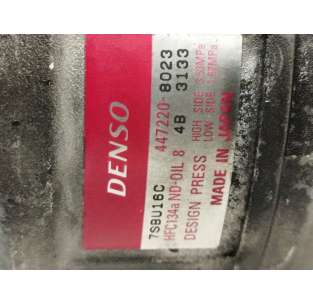 DENSO
447220-8023
7SBU16C 4B 3133
HFC134a ND-OIL 8
DESIGN PRESS HIGH SIDE
LOW SIDE
MADE IN JAPAN